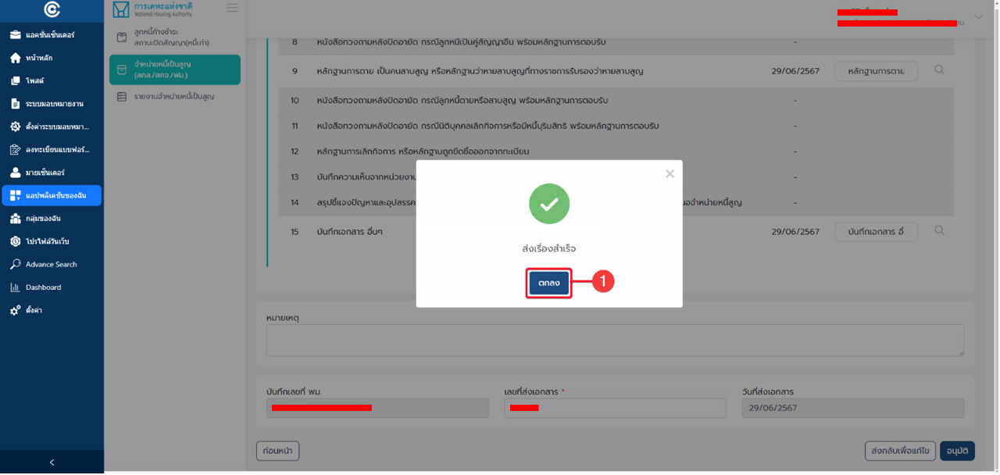 การเคหะแห่งชาติ
National Housing Authority
แอคชั่นเซ็นเตอร์
หน้าหลัก
โพสต์
ระบบมอบหมายงาน
ตั้งค่าระบบมอบหมา...
ลงทะเบียนแบบฟอร์...
มายเซ็นเตอร์
แอปพลิเคชันของฉัน
กลุ่มของฉัน
โปรไฟล์วันเว็บ
Advance Search
Dashboard
ตั้งค่า
ลูกหนี้ค้างชำระ
สถานะปิดสัญญา(หนี้เก่า)
จำหน่ายหนี้เป็นสูญ
(สคล./สคจ./ฟน.)
รายงานจำหน่ายหนี้เป็นสูญ
8 หนังสือทวงถามหลังปิดอายัด กรณีลูกหนี้เป็นคู่สัญญาอื่น พร้อมหลักฐานการตอบรับ -
9 หลักฐานการตาย เป็นคนสาบสูญ หรือหลักฐานว่าหายสาบสูญที่ทางราชการรับรองว่าหายสาบสูญ 29/06/2567 หลักฐานการตาย
10 หนังสือทวงถามหลังปิดอายัด กรณีลูกหนี้ตายหรือสาบสูญ พร้อมหลักฐานการตอบรับ -
11 หนังสือทวงถามหลังปิดอายัด กรณีนิติบุคคลเลิกกิจการหรือมีหนี้บุริมสิทธิ พร้อมหลักฐานการตอบรับ -
12 หลักฐานการเลิกกิจการ หรือหลักฐานถูกขีดชื่อออกจากทะเบียน -
13 บันทึกความเห็นจากหน่วยงาน -
14 สรุปชี้แจงปัญหาและอุปสรรค นอจำหน่ายหนี้สูญ -
15 บันทึกเอกสาร อื่นๆ 29/06/2567 บันทึกเอกสาร อื่
ส่งเรื่องสำเร็จ
ตกลง
1
หมายเหตุ
บันทึกเลขที่ พม. เลขที่ส่งเอกสาร * วันที่ส่งเอกสาร
29/06/2567
ก่อนหน้า ส่งกลับเพื่อแก้ไข อนุมัติ